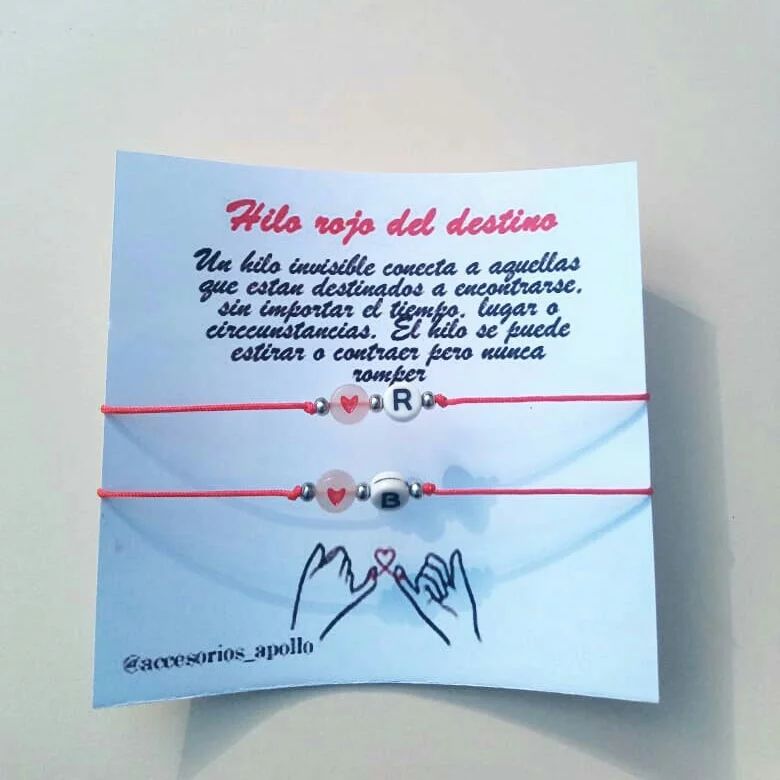 Hilo rojo del destino
Un hilo invisible conecta a aquellas
que estan destinados a encontrarse,
sin importar el tiempo, lugar o
circcunstancias. El hilo se puede
estirar o contraer pero nunca
romper
R
B
@accesorios_apollo